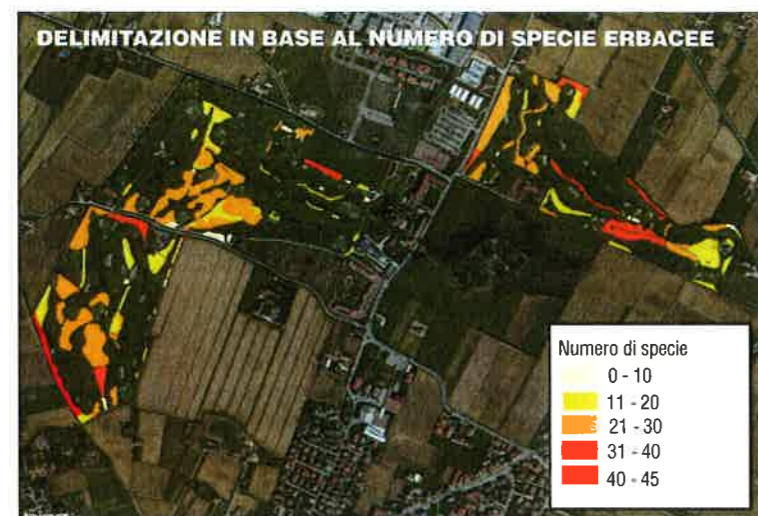 DELIMITAZIONE IN BASE AL NUMERO DI SPECIE ERBACEE
Numero di specie
0 - 10
11 - 20
21 - 30
31 - 40
40 - 45